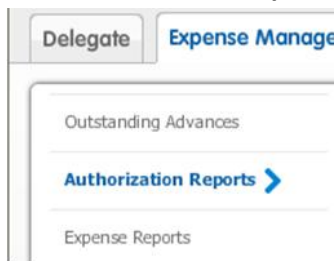 Delegate Expense Manage
Outstanding Advances
Authorization Reports
Expense Reports